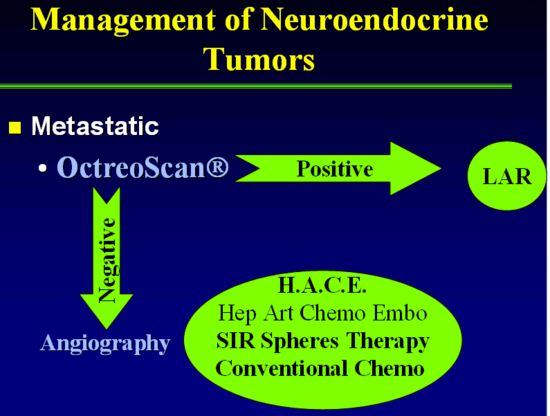 Management of Neuroendocrine
Tumors
Metastatic
• OctreoScan®
Positive
LAR
Negative
Angiography
H.A.C.E.
Hep Art Chemo Embo
SIR Spheres Therapy
Conventional Chemo